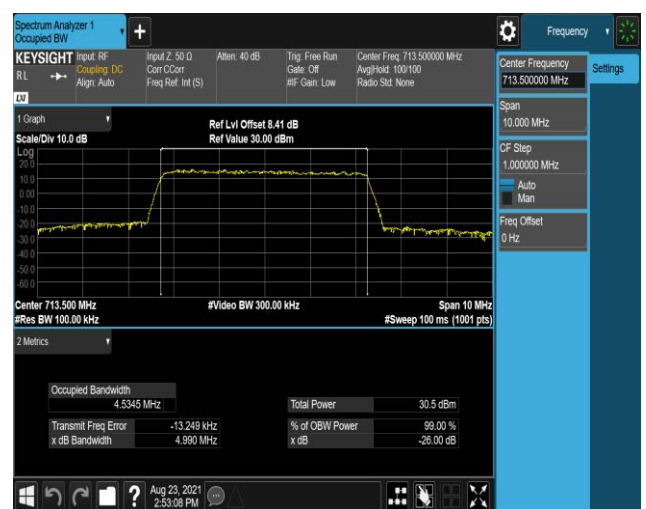 Spectrum Analyzer 1
Occupied BW
+
Frequency
KEYSIGHT
RL
LXI
Input: RF
Coupling: DC
Align: Auto
Input Z: 50 Ω
Corr CCorr
Freq Ref: Int (S)
Atten: 40 dB
Trig: Free Run
Gate: Off
#IF Gain: Low
Center Freq: 713.500000 MHz
Avg|Hold: 100/100
Radio Std: None
Center Frequency
713.500000 MHz
Settings
Span
10.000 MHz
CF Step
1.000000 MHz
Auto
Man
Freq Offset
0 Hz
1 Graph
Scale/Div 10.0 dB
Ref Lvl Offset 8.41 dB
Ref Value 30.00 dBm
Log
20.0
10.0
0.00
-10.0
-20.0
-30.0
-40.0
-50.0
-60.0
Center 713.500 MHz
#Res BW 100.00 kHz
#Video BW 300.00 kHz
Span 10 MHz
#Sweep 100 ms (1001 pts)
2 Metrics
Occupied Bandwidth
4.5345 MHz
Total Power 30.5 dBm
Transmit Freq Error -13.249 kHz
% of OBW Power 99.00 %
x dB Bandwidth 4.990 MHz
x dB -26.00 dB
?
Aug 23, 2021
2:53:08 PM